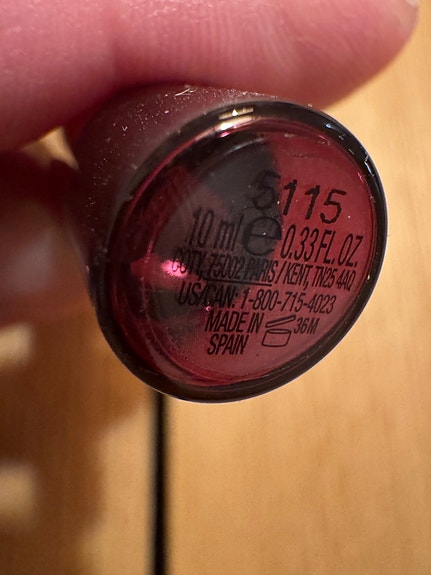 5115
10 ml e 0.33 FL. OZ.
COTY, 75002 PARIS / KENT, TN25 4AQ
US/CAN: 1-800-715-4023
MADE IN 36M
SPAIN